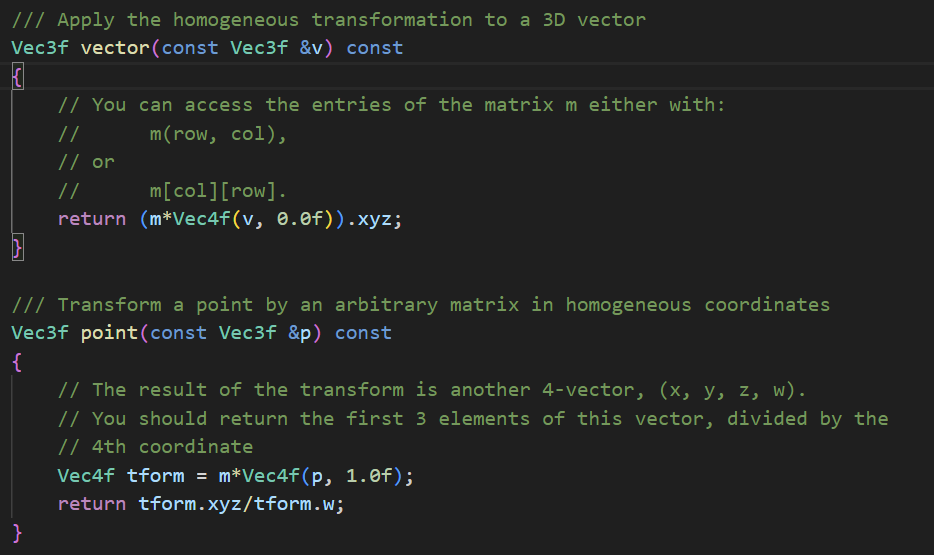 /// Apply the homogeneous transformation to a 3D vector
Vec3f vector(const Vec3f &v) const
{
    // You can access the entries of the matrix m either with:
    //      m(row, col),
    // or
    //      m[col][row].
    return (m*Vec4f(v, 0.0f)).xyz;
}

/// Transform a point by an arbitrary matrix in homogeneous coordinates
Vec3f point(const Vec3f &p) const
{
    // The result of the transform is another 4-vector, (x, y, z, w).
    // You should return the first 3 elements of this vector, divided by the
    // 4th coordinate
    Vec4f tform = m*Vec4f(p, 1.0f);
    return tform.xyz/tform.w;
}